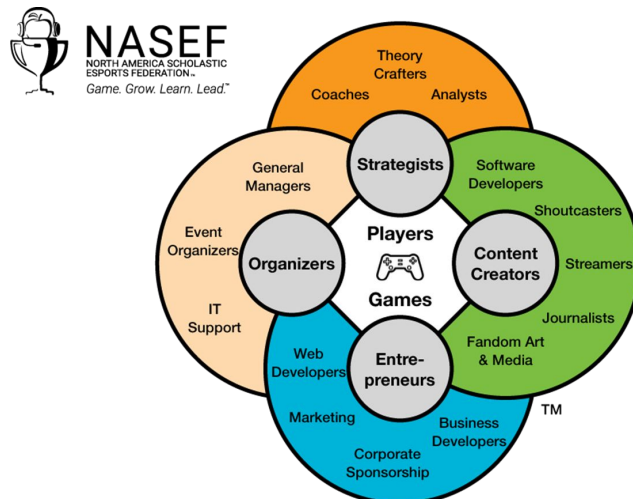 NASEF
NORTH AMERICA SCHOLASTIC
ESPORTS FEDERATION™
Game. Grow. Learn. Lead.™
Theory
Crafters
Coaches
Analysts
Strategists
General
Managers
Event
Organizers
IT
Support
Organizers
Players
Games
Software
Developers
Shoutcasters
Streamers
Journalists
Fandom Art
& Media
Content
Creators
Entre-
preneurs
Web
Developers
Marketing
Corporate
Sponsorship
Business
Developers
TM